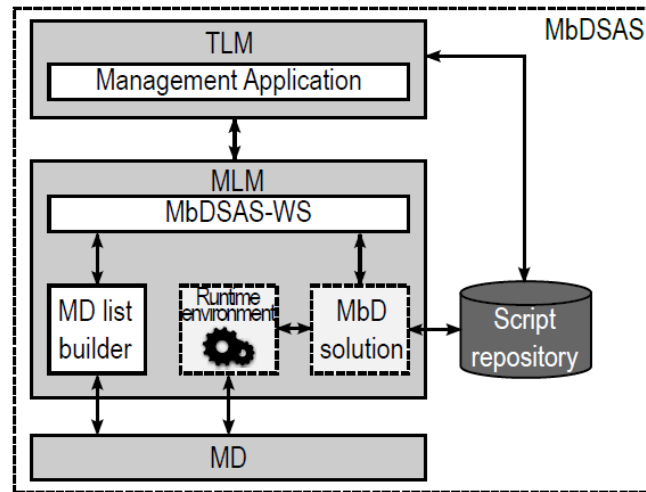 MbDSAS
TLM
Management Application
MLM
MbDSAS-WS
MD list
builder
Runtime
environment
MbD
solution
Script
repository
MD